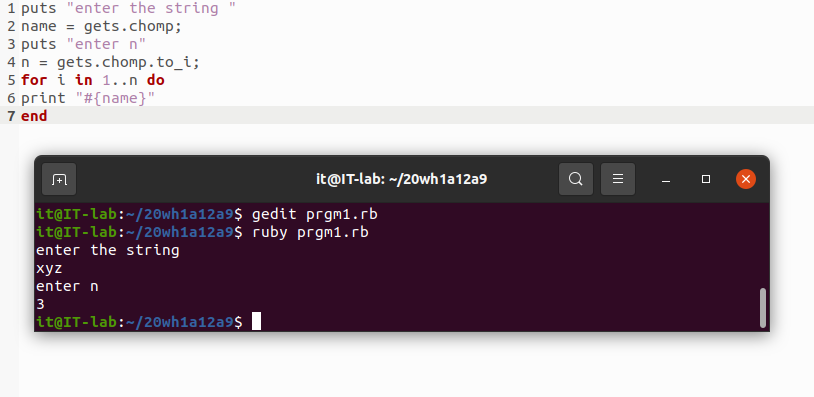 1 puts "enter the string "
2 name = gets.chomp;
3 puts "enter n"
4 n = gets.chomp.to_i;
5 for i in 1..n do
6 print "#{name}"
7 end
it@IT-lab: ~/20wh1a12a9
it@IT-lab:~/20wh1a12a9$ gedit prgm1.rb
it@IT-lab:~/20wh1a12a9$ ruby prgm1.rb
enter the string
xyz
enter n
3
it@IT-lab:~/20wh1a12a9$